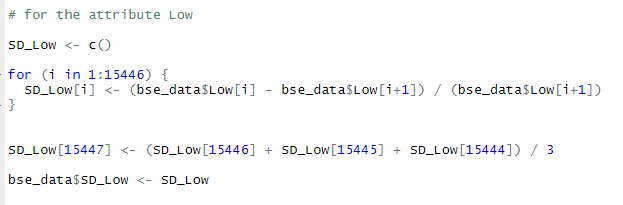 # for the attribute Low
SD_Low <- c()
for (i in 1:15446) {
SD_Low[i] <- (bse_data$Low[i] - bse_data$Low[i+1]) / (bse_data$Low[i+1])
}
SD_Low[15447] <- (SD_Low[15446] + SD_Low[15445] + SD_Low[15444]) / 3
bse_data$SD_Low <- SD_Low